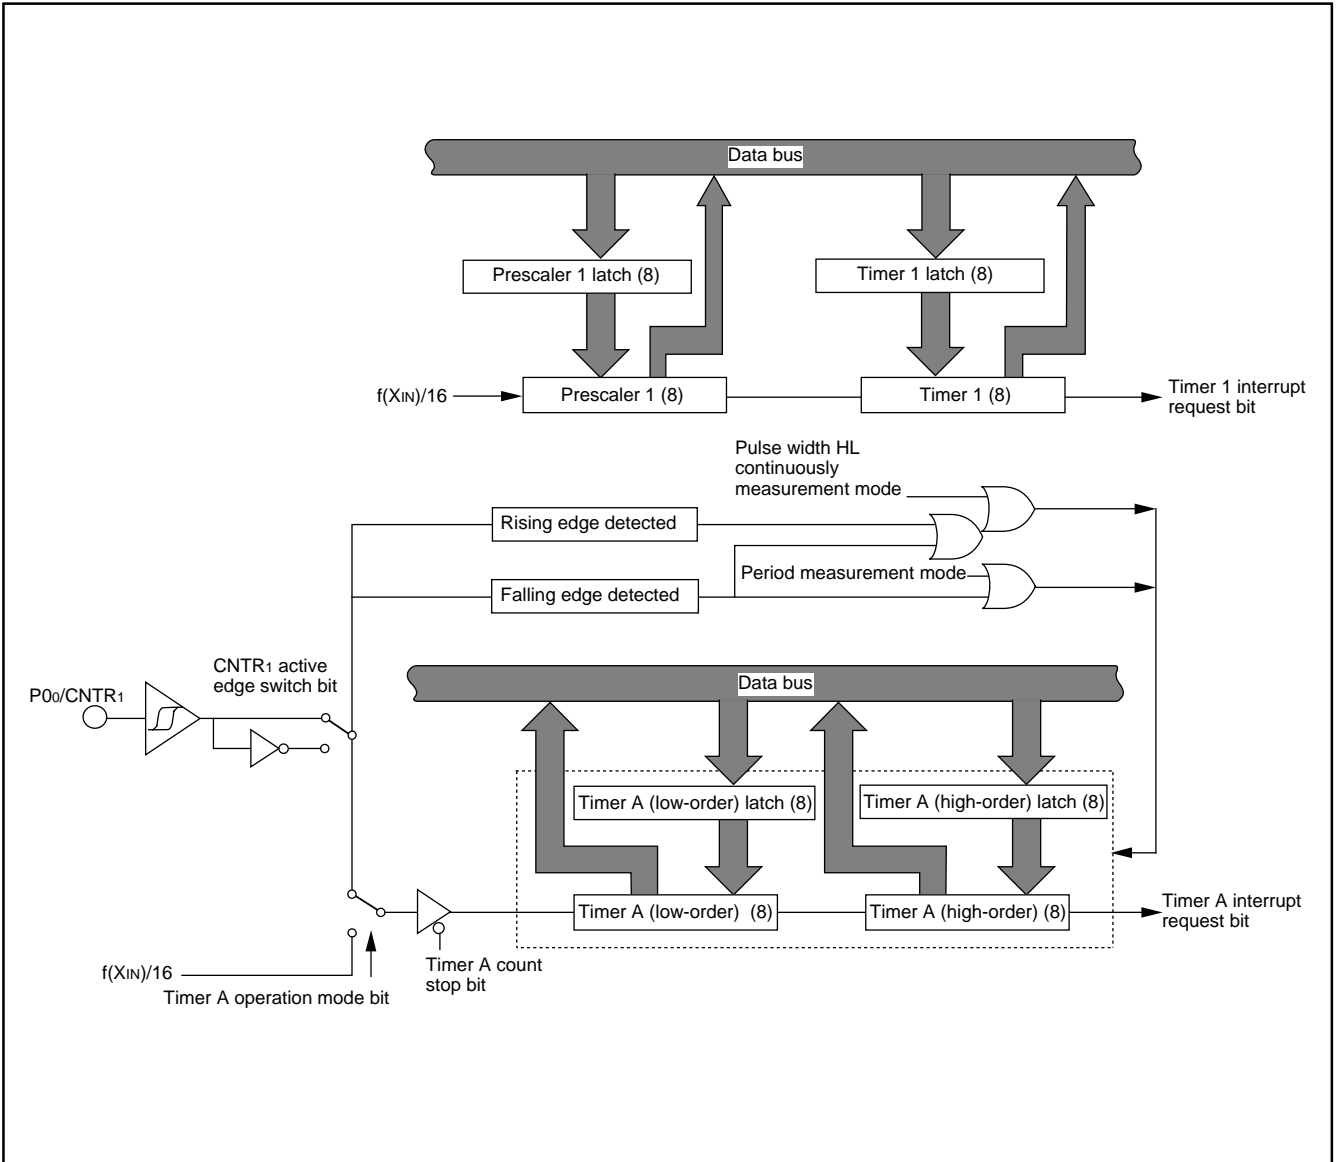 Data bus
Prescaler 1 latch (8)
Timer 1 latch (8)
f(XIN)/16
Prescaler 1 (8)
Timer 1 (8)
Timer 1 interrupt
request bit
Pulse width HL
continuously
measurement mode
Rising edge detected
Period measurement mode
Falling edge detected
CNTR1 active
edge switch bit
P00/CNTR1
Data bus
Timer A (low-order) latch (8)
Timer A (high-order) latch (8)
Timer A (low-order) (8)
Timer A (high-order) (8)
Timer A interrupt
request bit
f(XIN)/16
Timer A count
stop bit
Timer A operation mode bit